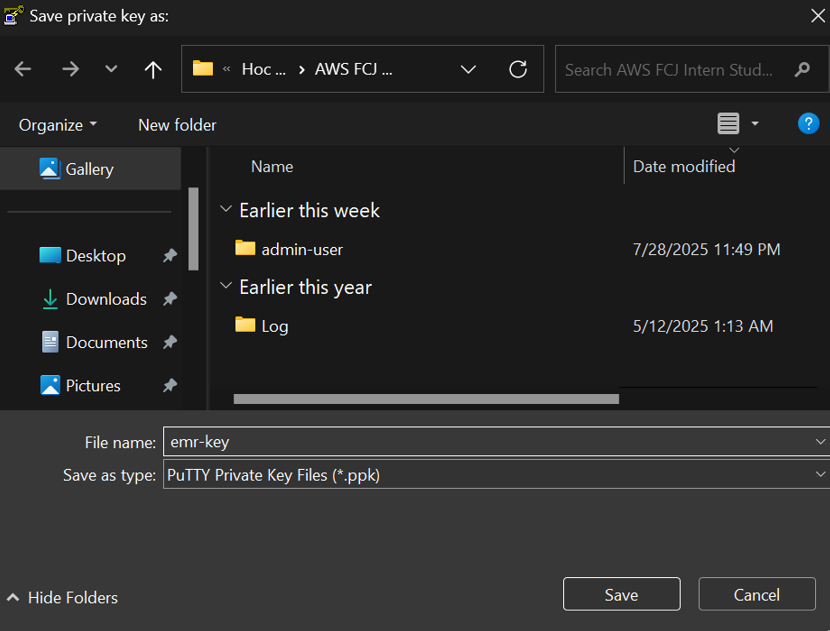 Save private key as:
« Hoc ... › AWS FCJ ...
Search AWS FCJ Intern Stud...
Organize
New folder
?
Gallery
Desktop
Downloads
Documents
Pictures
Name
Date modified
Earlier this week
admin-user
7/28/2025 11:49 PM
Earlier this year
Log
5/12/2025 1:13 AM
File name: emr-key
Save as type: PuTTY Private Key Files (*.ppk)
Hide Folders
Save
Cancel